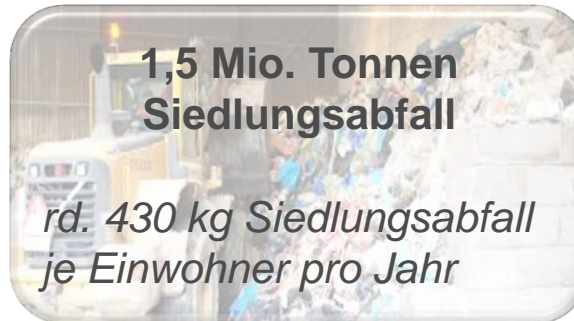 1,5 Mio. Tonnen
Siedlungsabfall
rd. 430 kg Siedlungsabfall
je Einwohner pro Jahr